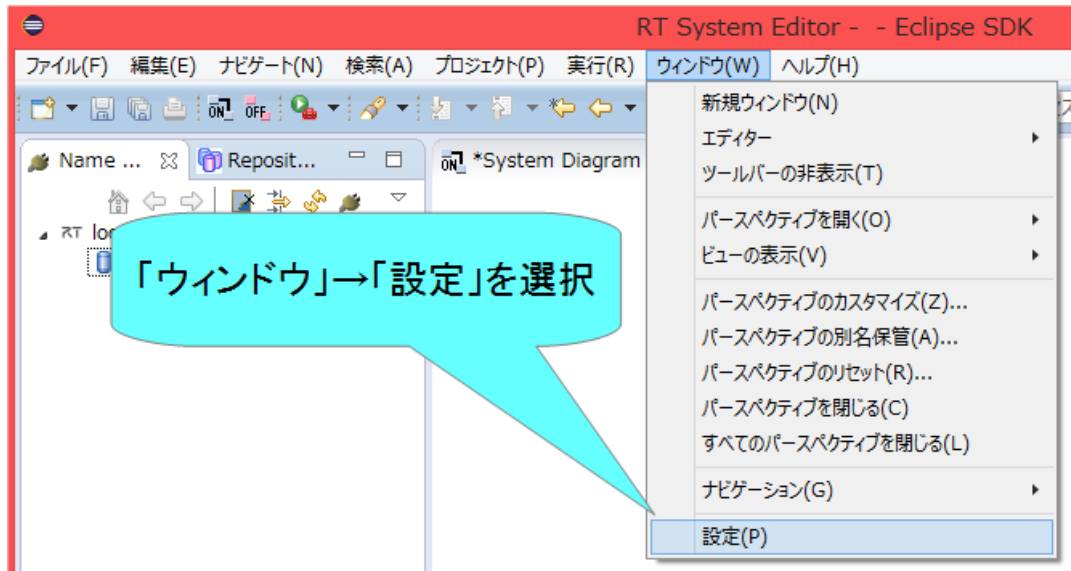 RT System Editor - - Eclipse SDK
ファイル(F) 編集(E) ナビゲート(N) 検索(A) プロジェクト(P) 実行(R) ウィンドウ(W) ヘルプ(H)
ON OFF
Name ... Reposit... ON *System Diagram
RT
「ウィンドウ」→「設定」を選択
新規ウィンドウ(N)
エディター
ツールバーの非表示(T)
パースペクティブを開く(O)
ビューの表示(V)
パースペクティブのカスタマイズ(Z)...
パースペクティブの別名保管(A)...
パースペクティブのリセット(R)...
パースペクティブを閉じる(C)
すべてのパースペクティブを閉じる(L)
ナビゲーション(G)
設定(P)